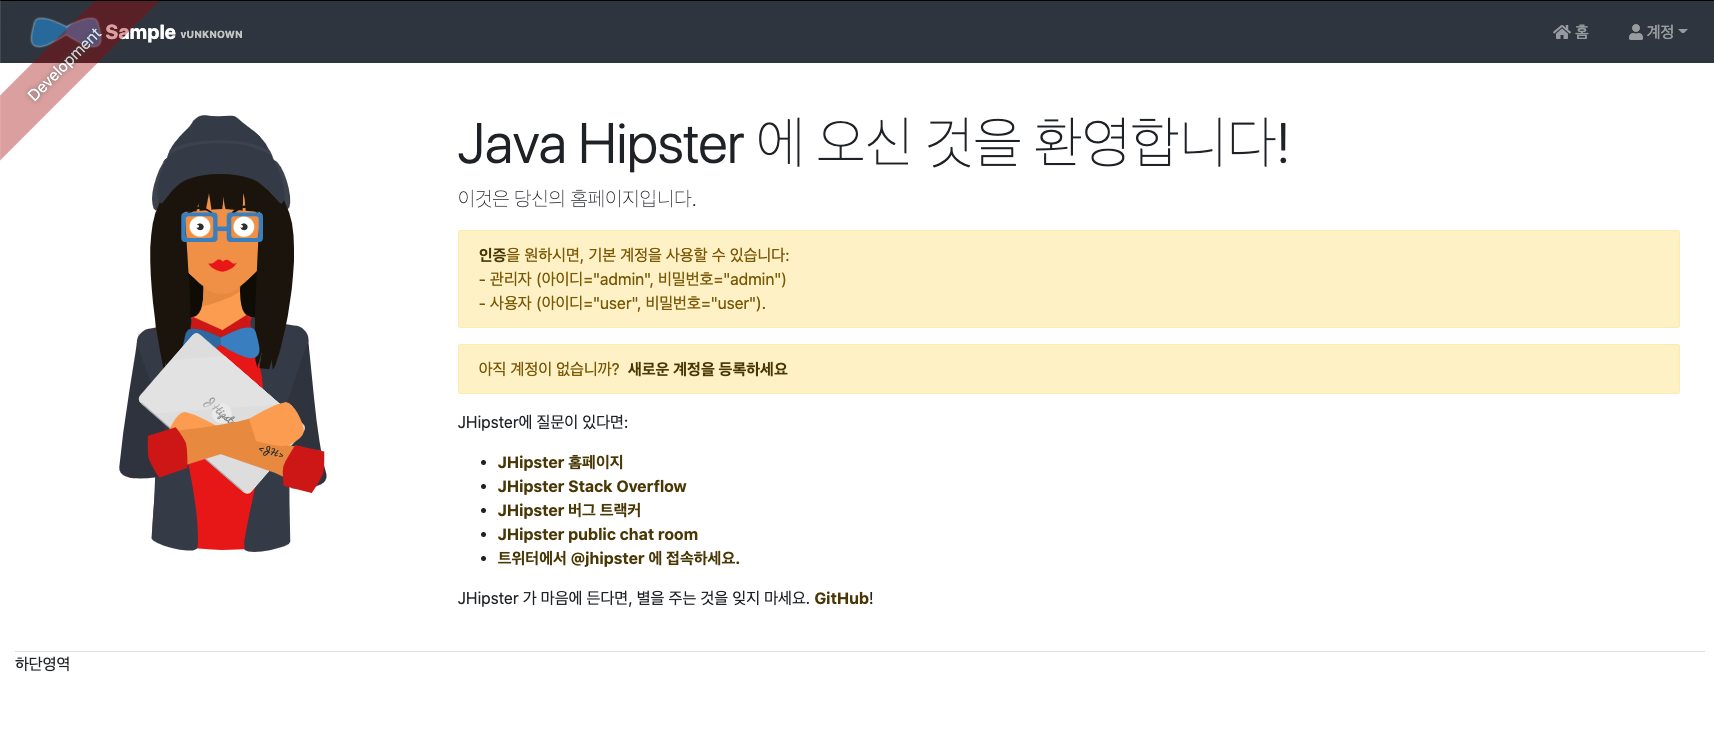 Sample vUNKNOWN
홈
계정
Development
Java Hipster 에 오신 것을 환영합니다!
이것은 당신의 홈페이지입니다.
인증을 원하시면, 기본 계정을 사용할 수 있습니다:
- 관리자 (아이디="admin", 비밀번호="admin")
- 사용자 (아이디="user", 비밀번호="user").
아직 계정이 없습니까? 새로운 계정을 등록하세요
JHipster에 질문이 있다면:
• JHipster 홈페이지
• JHipster Stack Overflow
• JHipster 버그 트랙커
• JHipster public chat room
• 트위터에서 @jhipster 에 접속하세요.
JHipster 가 마음에 든다면, 별을 주는 것을 잊지 마세요. GitHub!
<JH>
하단영역